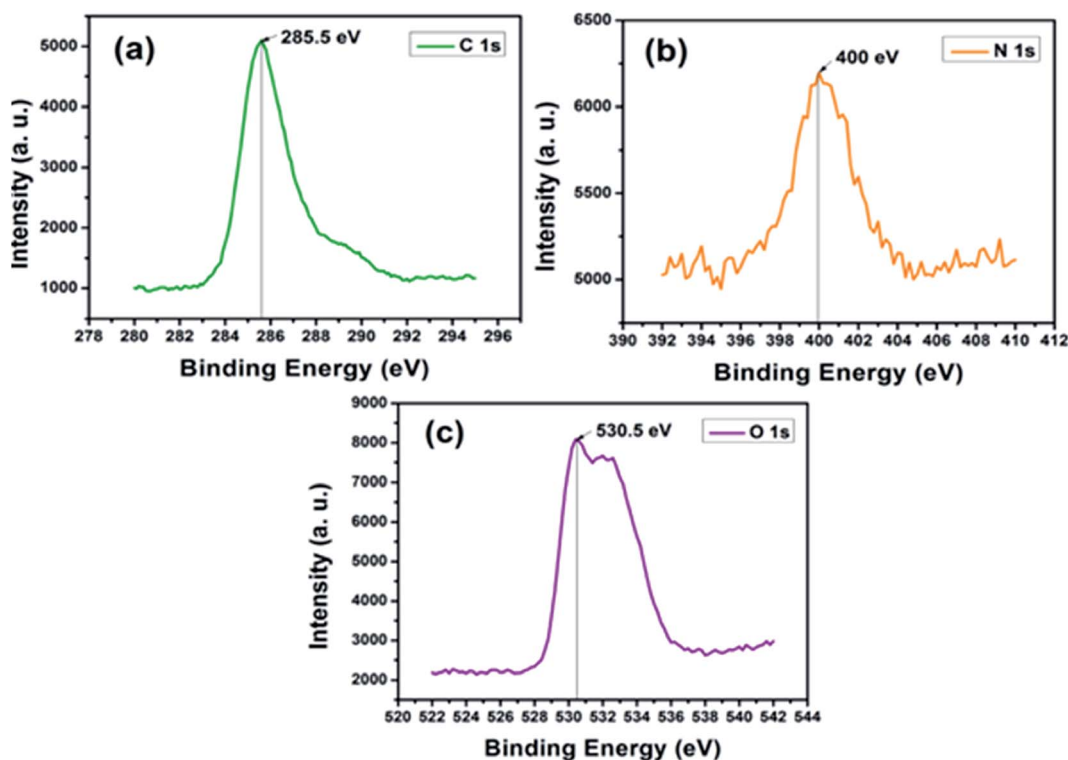 (a)
285.5 eV
C 1s
Intensity (a. u.)
5000
4000
3000
2000
1000
278 280 282 284 286 288 290 292 294 296
Binding Energy (eV)
(b)
400 eV
N 1s
Intensity (a. u.)
6500
6000
5500
5000
390 392 394 396 398 400 402 404 406 408 410 412
Binding Energy (eV)
(c)
530.5 eV
O 1s
Intensity (a. u.)
9000
8000
7000
6000
5000
4000
3000
2000
520 522 524 526 528 530 532 534 536 538 540 542 544
Binding Energy (eV)